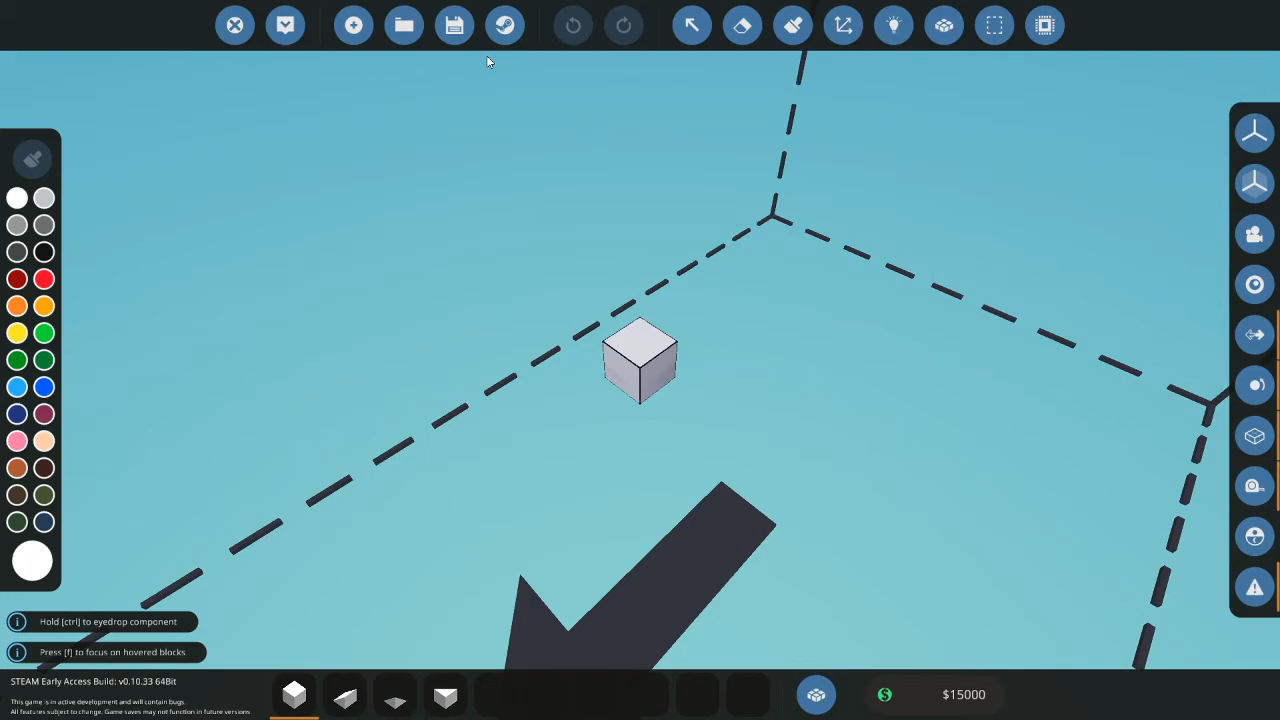 Hold [ctrl] to eyedrop component
Press [f] to focus on hovered blocks
STEAM Early Access Build: v0.10.33 64Bit
This game is in active development and will contain bugs.
All features subject to change. Game saves may not function in future versions
$15000